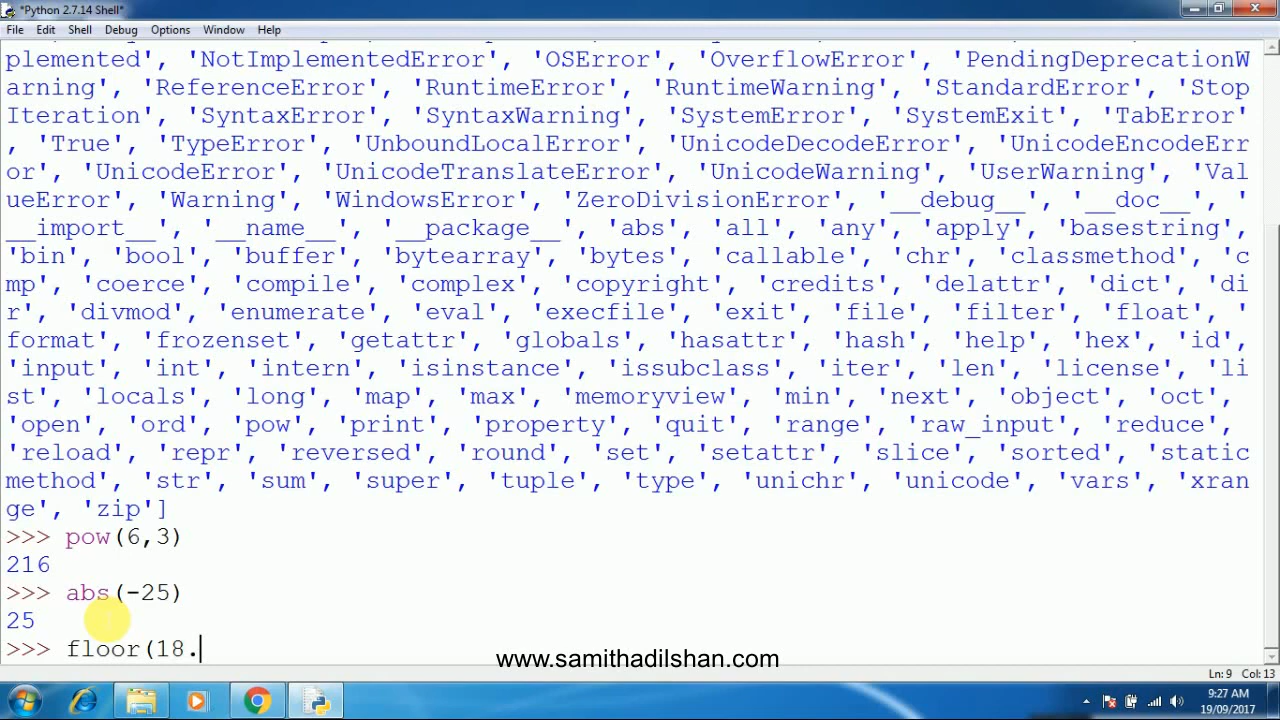 *Python 2.7.14 Shell*
File Edit Shell Debug Options Window Help
plemented', 'NotImplementedError', 'OSError', 'OverflowError', 'PendingDeprecationW
arning', 'ReferenceError', 'RuntimeError', 'RuntimeWarning', 'StandardError', 'Stop
Iteration', 'SyntaxError', 'SyntaxWarning', 'SystemError', 'SystemExit', 'TabError'
, 'True', 'TypeError', 'UnboundLocalError', 'UnicodeDecodeError', 'UnicodeEncodeErr
or', 'UnicodeError', 'UnicodeTranslateError', 'UnicodeWarning', 'UserWarning', 'Val
ueError', 'Warning', 'WindowsError', 'ZeroDivisionError', '__debug__', '__doc__', '
__import__', '__name__', '__package__', 'abs', 'all', 'any', 'apply', 'basestring',
'bin', 'bool', 'buffer', 'bytearray', 'bytes', 'callable', 'chr', 'classmethod', 'c
mp', 'coerce', 'compile', 'complex', 'copyright', 'credits', 'delattr', 'dict', 'di
r', 'divmod', 'enumerate', 'eval', 'execfile', 'exit', 'file', 'filter', 'float', '
format', 'frozenset', 'getattr', 'globals', 'hasattr', 'hash', 'help', 'hex', 'id',
'input', 'int', 'intern', 'isinstance', 'issubclass', 'iter', 'len', 'license', 'li
st', 'locals', 'long', 'map', 'max', 'memoryview', 'min', 'next', 'object', 'oct',
'open', 'ord', 'pow', 'print', 'property', 'quit', 'range', 'raw_input', 'reduce',
'reload', 'repr', 'reversed', 'round', 'set', 'setattr', 'slice', 'sorted', 'static
method', 'str', 'sum', 'super', 'tuple', 'type', 'unichr', 'unicode', 'vars', 'xran
ge', 'zip']
>>> pow(6,3)
216
>>> abs(-25)
25
>>> floor(18.
www.samithadilshan.com
Ln: 9 Col: 13
9:27 AM
19/09/2017